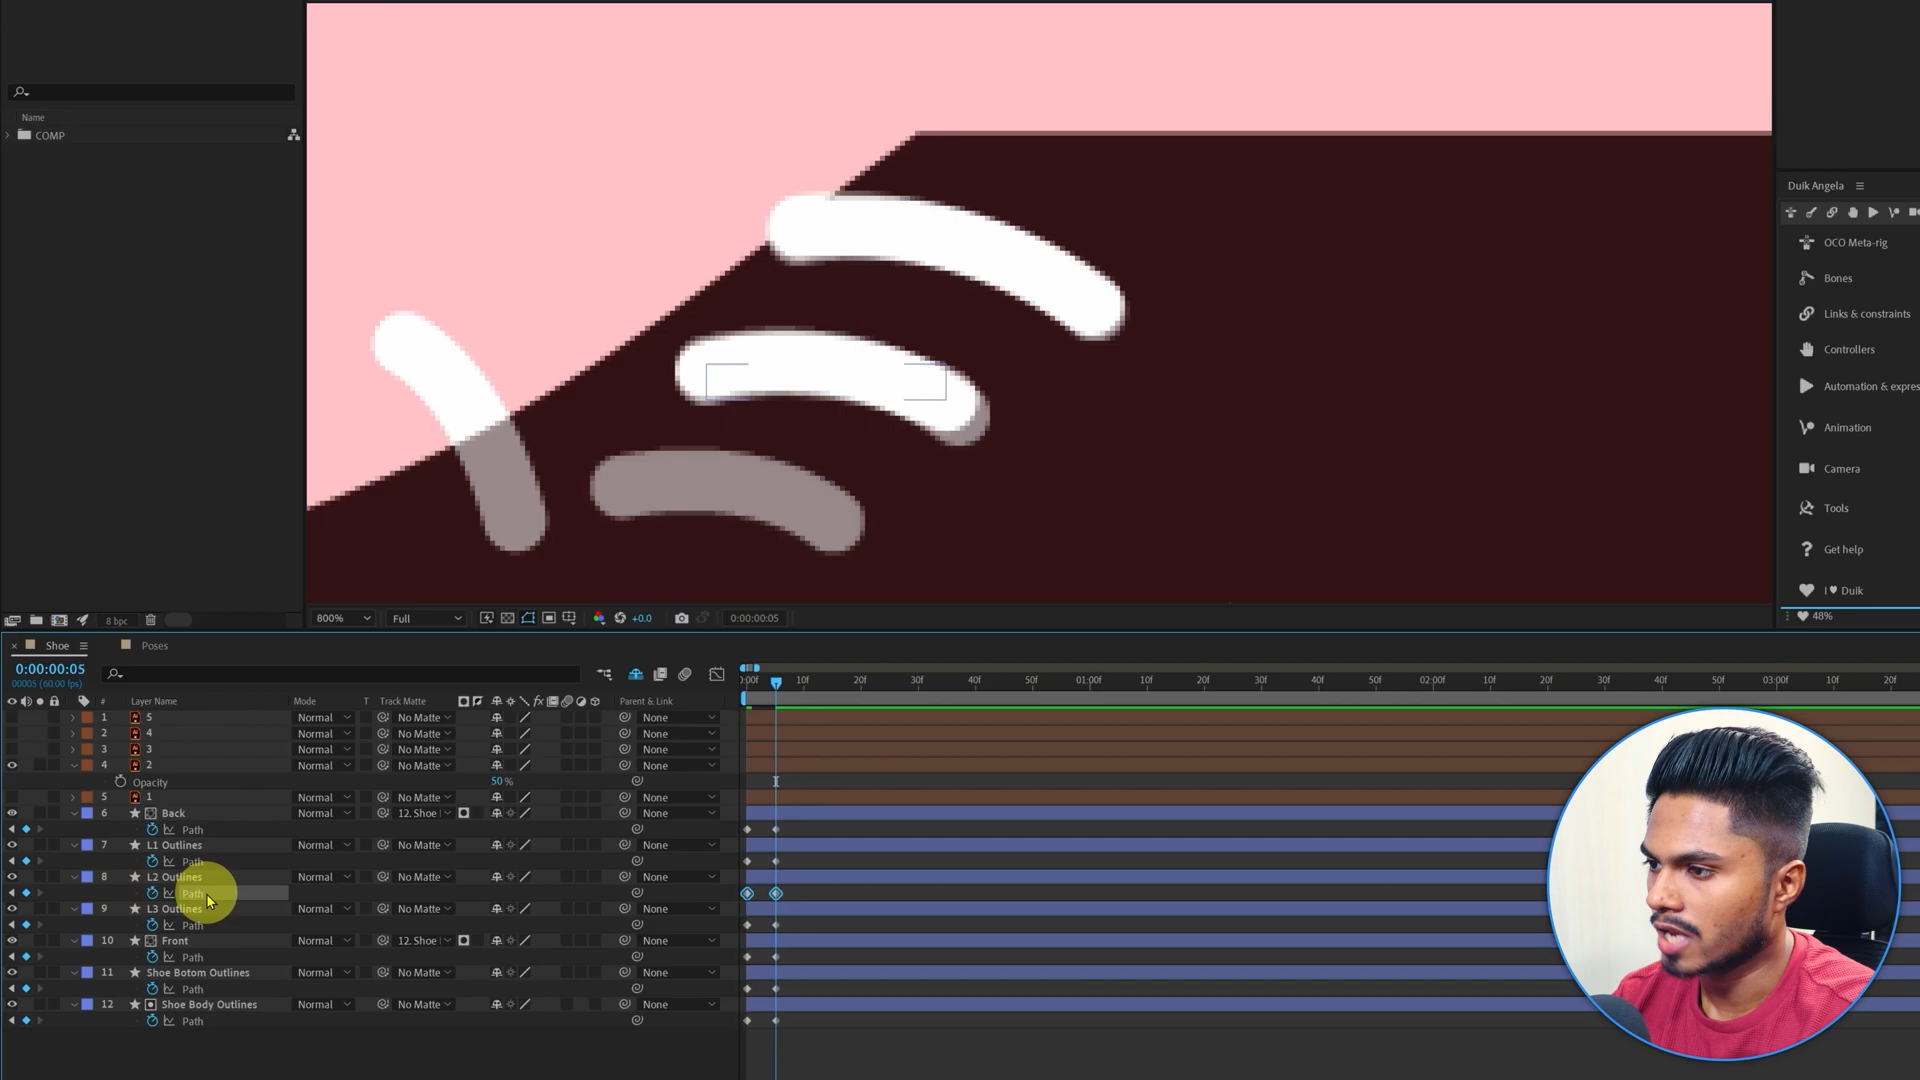 Name
COMP
8 bpc
800%
Full
+0.0
0:00:00:05
Duik Angela
OCO Meta-rig
Bones
Links & constraints
Controllers
Automation & expres
Animation
Camera
Tools
Get help
I ♥ Duik
48%
Shoe
Poses
0:00:00:05
00005 (60.00 fps)
# Layer Name Mode T Track Matte fx Parent & Link
0:00f 10f 20f 30f 40f 50f 01:00f 10f 20f 30f 40f 50f 02:00f 10f 20f 30f 40f 50f 03:00f 10f 20f
1 5 Normal No Matte None
2 4 Normal No Matte None
3 3 Normal No Matte None
4 2 Normal No Matte None
Opacity 50 %
5 1 Normal No Matte None
6 Back Normal 12. Shoe None
Path
7 L1 Outlines Normal No Matte None
Path
8 L2 Outlines Normal No Matte None
Path
9 L3 Outlines Normal No Matte None
Path
10 Front Normal 12. Shoe None
Path
11 Shoe Botom Outlines Normal No Matte None
Path
12 Shoe Body Outlines Normal No Matte None
Path